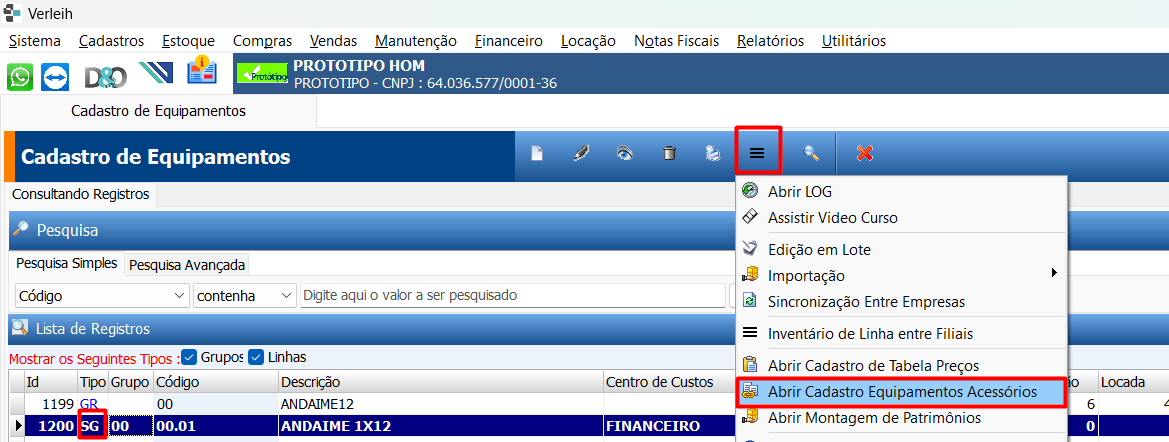 Verleih
Sistema Cadastros Estoque Compras Vendas Manutenção Financeiro Locação Notas Fiscais Relatórios Utilitários
D&O Protótipo PROTOTIPO HOM
PROTOTIPO - CNPJ : 64.036.577/0001-36
Cadastro de Equipamentos
Cadastro de Equipamentos
Consultando Registros
Pesquisa
Pesquisa Simples Pesquisa Avançada
Código contenha Digite aqui o valor a ser pesquisado
Lista de Registros
Mostrar os Seguintes Tipos : Grupos Linhas
Id Tipo Grupo Código Descrição Centro de Custos ão Locada
1199 GR 00 ANDAIME12 6 4
1200 SG 00 00.01 ANDAIME 1X12 FINANCEIRO 0
Abrir LOG
Assistir Video Curso
Edição em Lote
Importação
Sincronização Entre Empresas
Inventário de Linha entre Filiais
Abrir Cadastro de Tabela Preços
Abrir Cadastro Equipamentos Acessórios
Abrir Montagem de Patrimônios